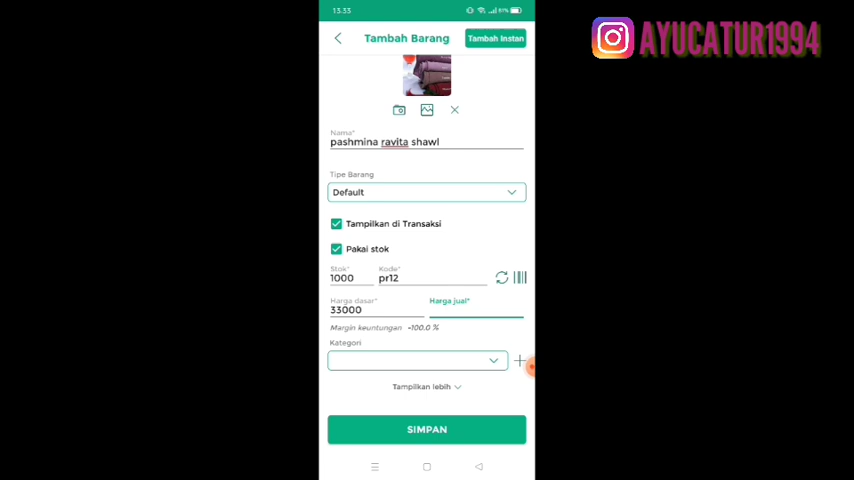 13.33
81%
Tambah Barang
Tambah Instan
AYUCATUR1994
Nama*
pashmina ravita shawl
Tipe Barang
Default
Tampilkan di Transaksi
Pakai stok
Stok* Kode*
1000 pr12
Harga dasar* Harga jual*
33000
Margin keuntungan -100.0 %
Kategori
Tampilkan lebih
SIMPAN